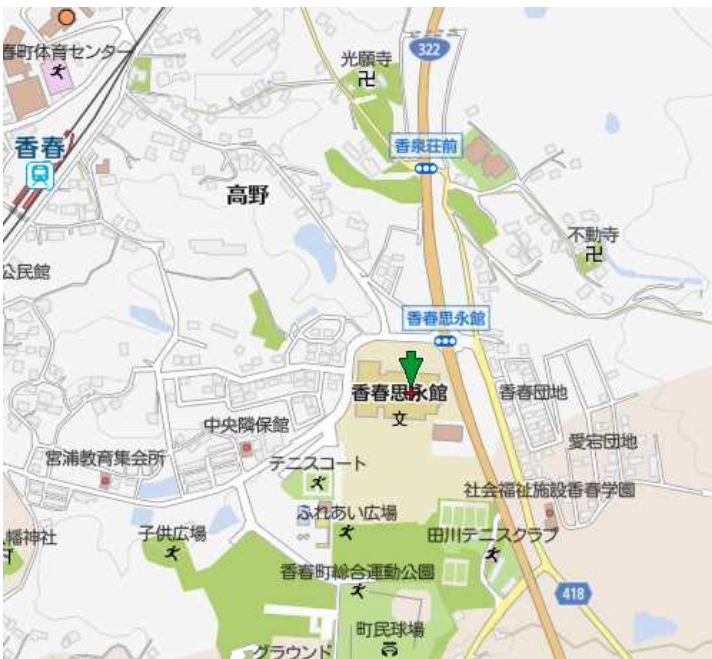 322
光願寺
春町体育センター
香春
香泉荘前
高野
不動寺
公民館
香春思永館
香春思永館
文
香春団地
中央隣保館
愛宕団地
宮浦教育集会所
テニスコート
社会福祉施設香春学園
ふれあい広場
幡神社
子供広場
田川テニスクラブ
香春町総合運動公園
418
町民球場
グラウンド